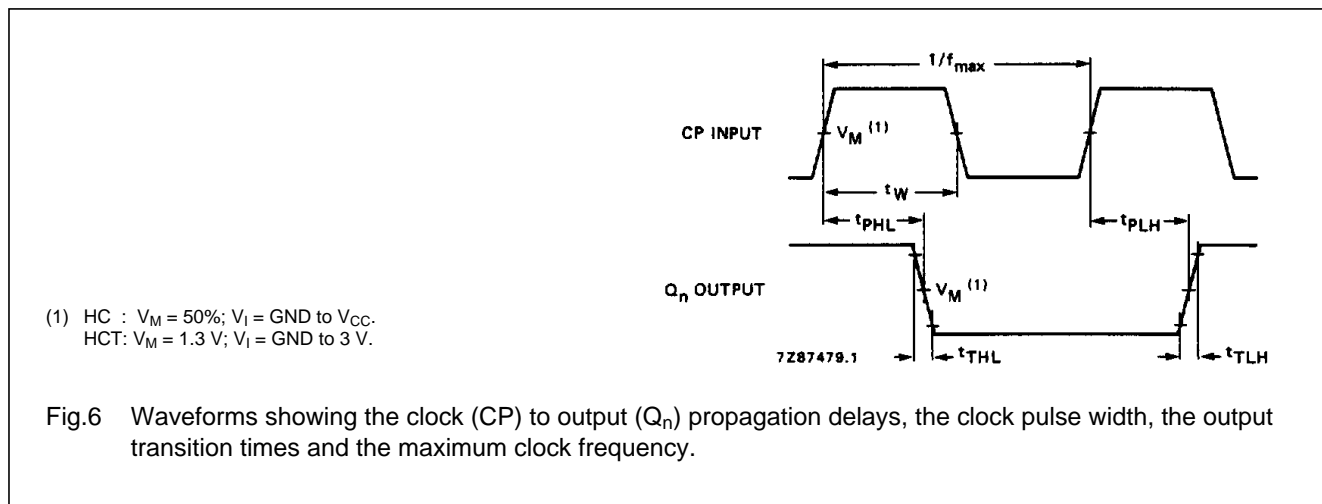 1/fmax
CP INPUT
VM (1)
tW
tPHL
tPLH
Qn OUTPUT
VM (1)
(1) HC : VM = 50%; VI = GND to VCC.
HCT: VM = 1.3 V; VI = GND to 3 V.
7Z87479.1
tTHL
tTLH
Fig.6 Waveforms showing the clock (CP) to output (Qn) propagation delays, the clock pulse width, the output
transition times and the maximum clock frequency.